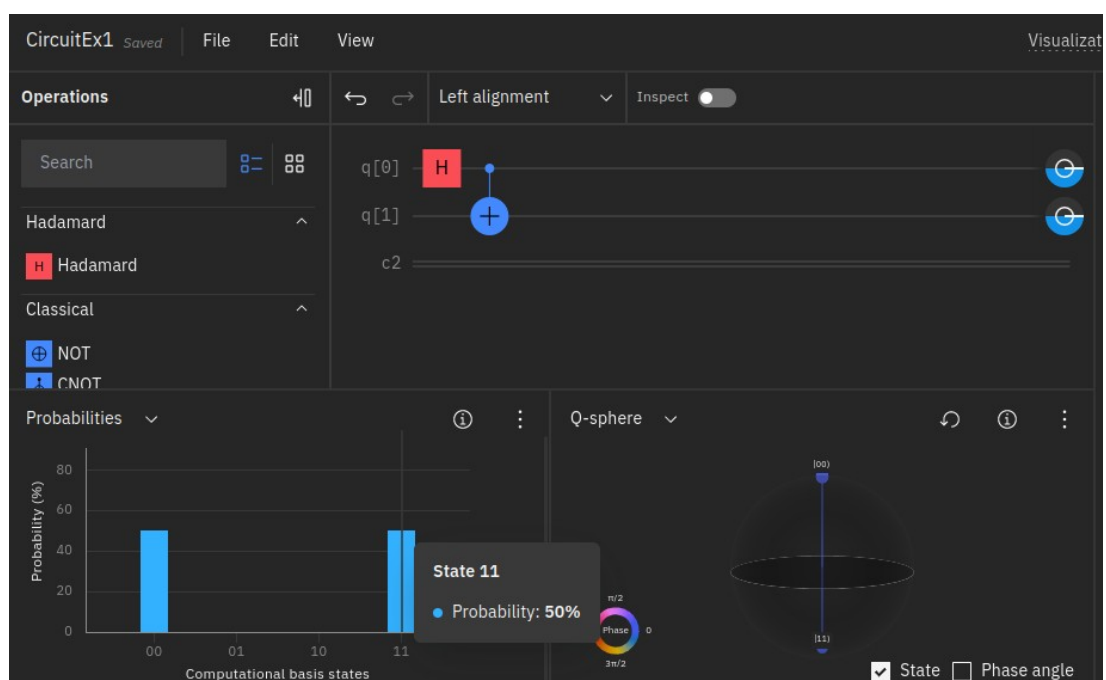 CircuitEx1 Saved File Edit View Visualizat
Operations Left alignment Inspect
Search
q[0] H
q[1]
c2
Hadamard
H Hadamard
Classical
NOT
CNOT
Probabilities
Probability (%)
80
60
40
20
0
00 01 10 11
Computational basis states
State 11
Probability: 50%
Q-sphere
|00⟩
|11⟩
π/2
Phase 0
3π/2
State Phase angle